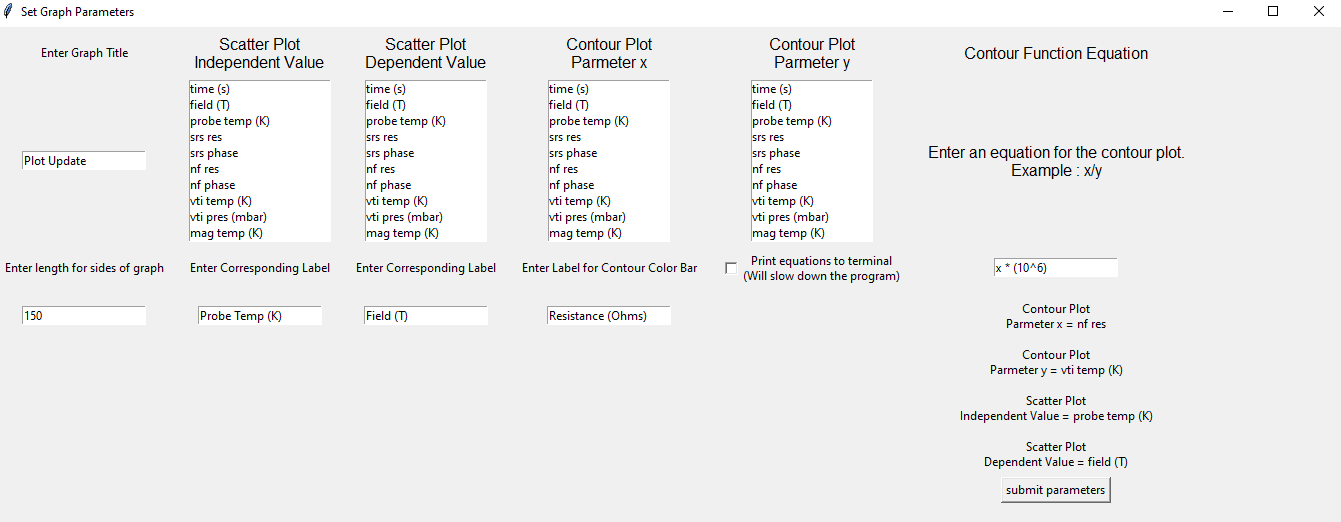 Set Graph Parameters
Enter Graph Title
Scatter Plot
Independent Value
Scatter Plot
Dependent Value
Contour Plot
Parmeter x
Contour Plot
Parmeter y
Contour Function Equation
Plot Update
time (s)
field (T)
probe temp (K)
srs res
srs phase
nf res
nf phase
vti temp (K)
vti pres (mbar)
mag temp (K)
time (s)
field (T)
probe temp (K)
srs res
srs phase
nf res
nf phase
vti temp (K)
vti pres (mbar)
mag temp (K)
time (s)
field (T)
probe temp (K)
srs res
srs phase
nf res
nf phase
vti temp (K)
vti pres (mbar)
mag temp (K)
time (s)
field (T)
probe temp (K)
srs res
srs phase
nf res
nf phase
vti temp (K)
vti pres (mbar)
mag temp (K)
Enter an equation for the contour plot.
Example : x/y
Enter length for sides of graph
Enter Corresponding Label
Enter Corresponding Label
Enter Label for Contour Color Bar
Print equations to terminal
(Will slow down the program)
x * (10^6)
150
Probe Temp (K)
Field (T)
Resistance (Ohms)
Contour Plot
Parmeter x = nf res
Contour Plot
Parmeter y = vti temp (K)
Scatter Plot
Independent Value = probe temp (K)
Scatter Plot
Dependent Value = field (T)
submit parameters